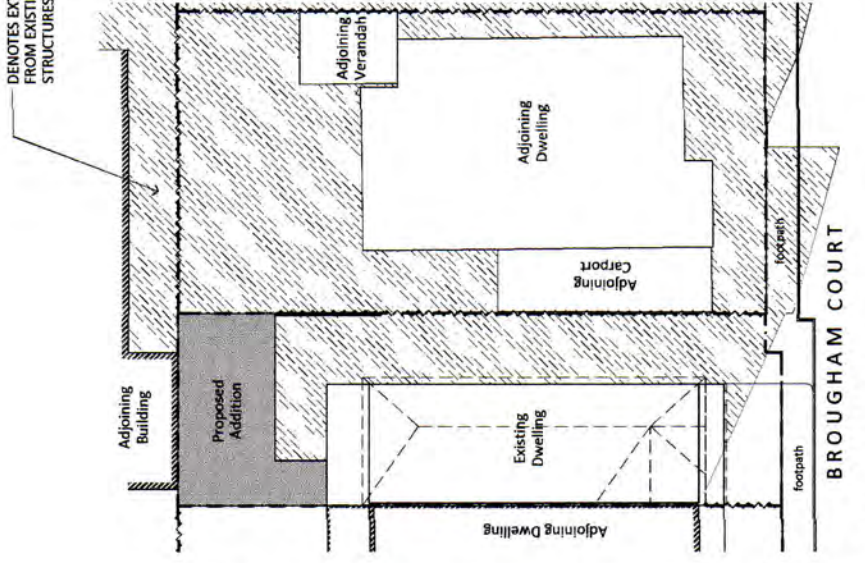 DENOTES EX
FROM EXISTI
STRUCTURES
Adjoining
Building
Adjoining
Verandah
Proposed
Addition
Adjoining
Dwelling
Adjoining
Carport
Existing
Dwelling
Adjoining Dwelling
footpath
footpath
BROUGHAM COURT